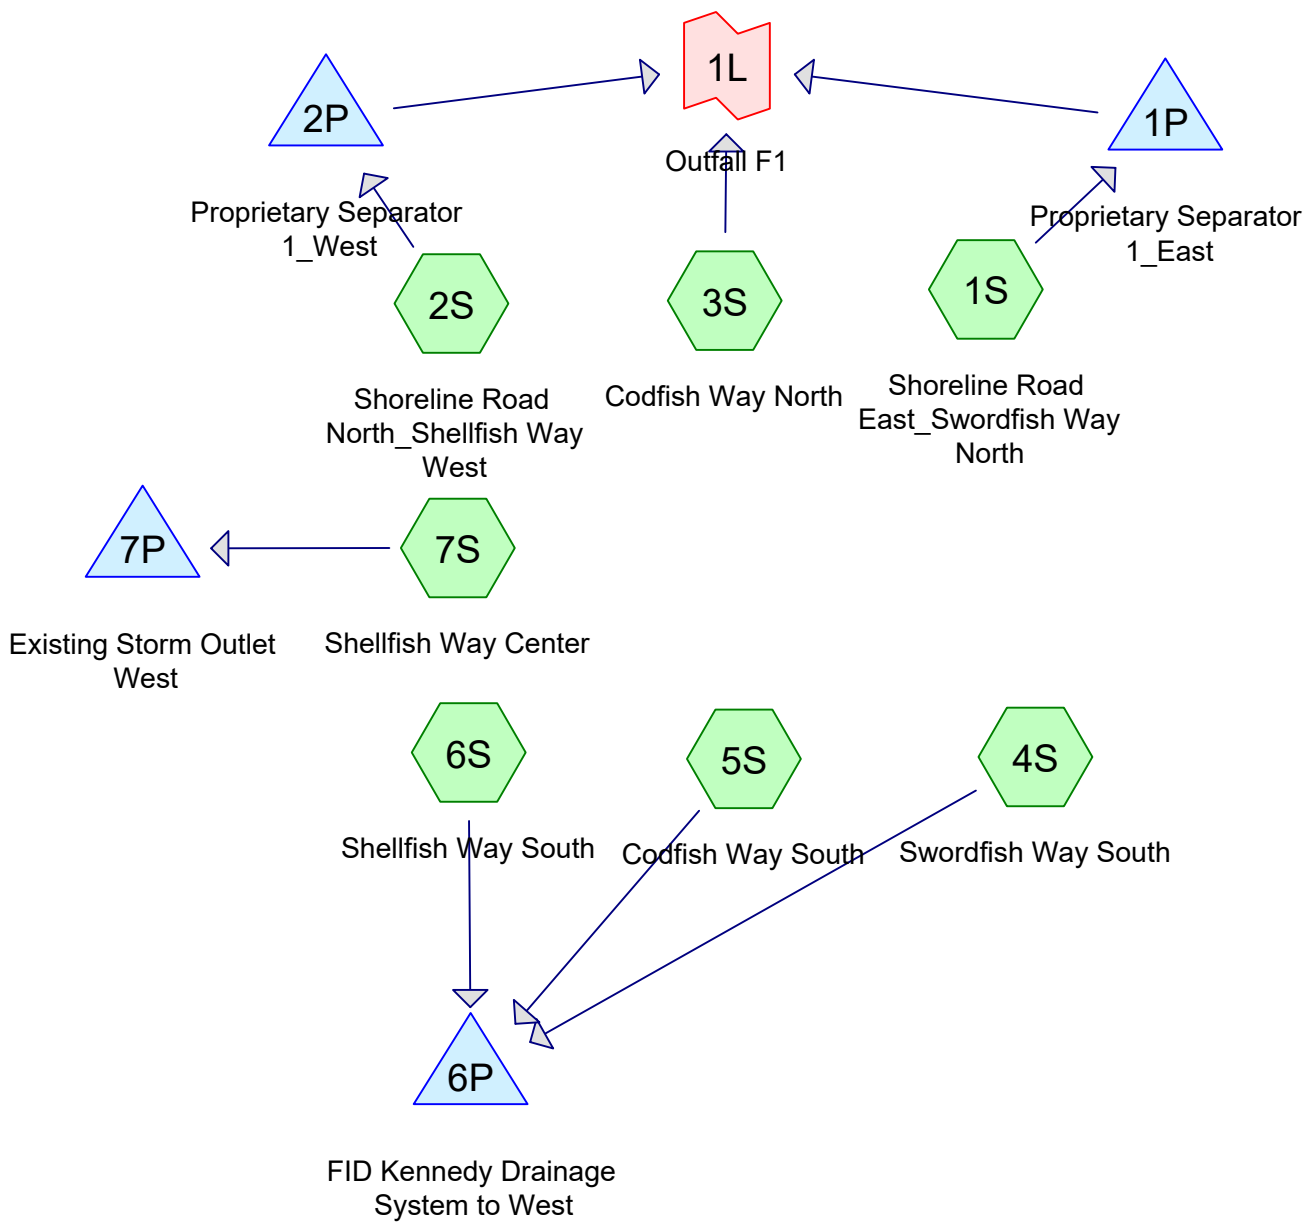 1L
2P
1P
Outfall F1
Proprietary Separator
1_West
Proprietary Separator
1_East
2S
3S
1S
Shoreline Road
North_Shellfish Way
West
Codfish Way North
Shoreline Road
East_Swordfish Way
North
7P
7S
Existing Storm Outlet
West
Shellfish Way Center
6S
5S
4S
Shellfish Way South
Codfish Way South
Swordfish Way South
6P
FID Kennedy Drainage
System to West